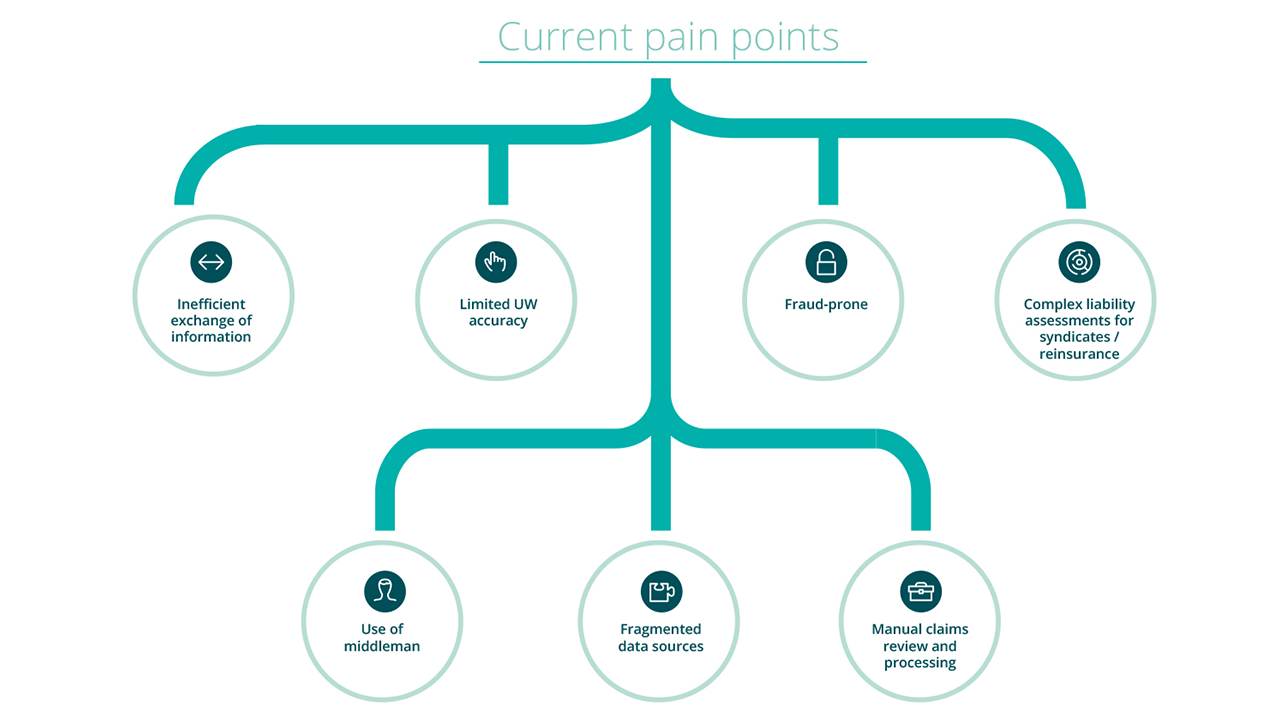 Current pain points
Inefficient
exchange of
information
Limited UW
accuracy
Fraud-prone
Complex liability
assessments for
syndicates /
reinsurance
Use of
middleman
Fragmented
data sources
Manual claims
review and
processing